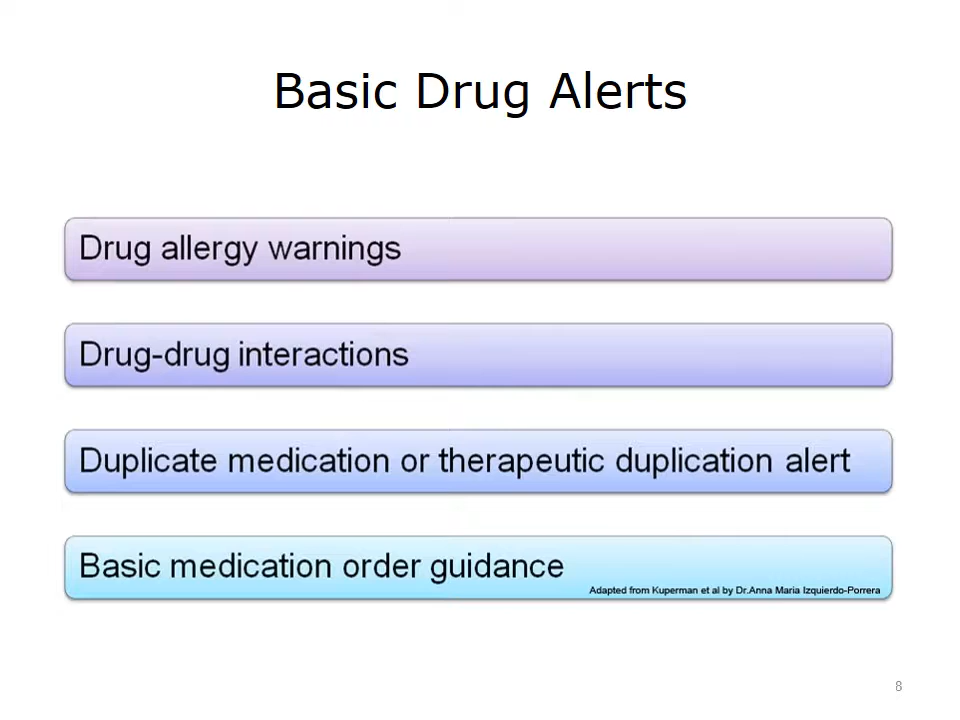 Basic Drug Alerts
Drug allergy warnings
Drug-drug interactions
Duplicate medication or therapeutic duplication alert
Basic medication order guidance
Adapted from Kuperman et al by Dr.Anna Maria Izquierdo-Porrera
8